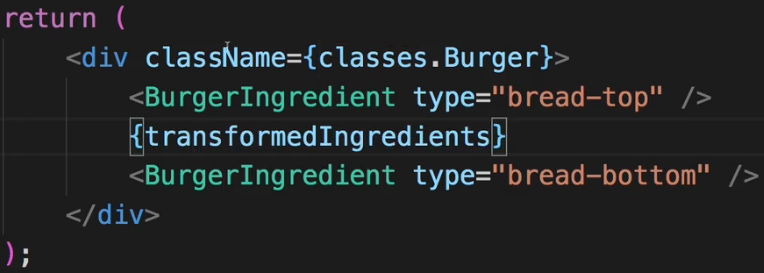 return (
<div className={classes.Burger}>
<BurgerIngredient type="bread-top" />
{transformedIngredients}
<BurgerIngredient type="bread-bottom" />
</div>
);